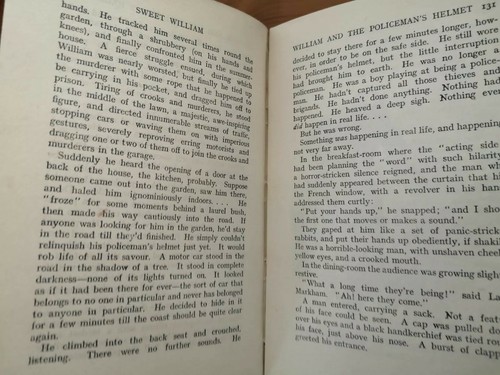 SWEET WILLIAM
hands. He tracked him several times round the
garden, through a shrubbery (on his hands and
knees), and finally confronted him in the summer-
house. A fierce struggle ensued, during which
William was nearly worsted, but finally he tied up
the murderer with some rope that he happened to
be carrying in his pocket, and dragged him off to
prison. Tiring of crooks and murders, he stood
in the middle of the lawn, a majestic, awe-inspiring
figure, and directed innumerable streams of traffic,
stopping cars or waving them on with imperious
gestures, severely reproving erring motorists and
dragging one or two of them off to join the crooks and
murderers in the garage.
Suddenly he heard the opening of a door at the
back of the house, the kitchen, probably. Suppose
someone came out into the garden, saw him there,
and haled him ignominiously indoors. . . . He
"froze" for some moments behind a laurel bush,
then made his way cautiously into the road. If
anyone was looking for him in the garden, he'd stay
in the road till they'd finished. He simply couldn't
relinquish his policeman's helmet just yet. It would
rob life of all its savour. A motor car stood in the
road in the shadow of a tree. It stood in complete
darkness—none of its lights turned on. It looked
as if it had been there for ever—the sort of car that
belongs to no one in particular and never has belonged
to anyone in particular. He decided to hide in it
for a few minutes till the coast should be quite clear
again.
He climbed into the back seat and crouched,
listening. There were no further sounds. He
WILLIAM AND THE POLICEMAN'S HELMET 231
decided to stay there for a few minutes longer, how-
ever, in order to be on the safe side. He still wore
his policeman's helmet, but the little interruption
had brought him to earth. He was no longer a
policeman. He was a boy playing at being a police-
man. He hadn't captured all those thieves and
brigands. He hadn't done anything. Nothing had
happened. He heaved a deep sigh. Nothing ever
did happen in real life. . . .
But he was wrong.
Something was happening in real life, and happening
not very far away.
In the breakfast-room where the "acting side
had been planning the "word" with such hilarity
a horror-stricken silence reigned, and the man wh
had suddenly appeared between the curtain that hi
the French window, with a revolver in his han
addressed them curtly:
"Put your hands up," he snapped; "and I sho
the first one that moves or makes a sound."
They gaped at him like a set of panic-strick
rabbits, and put their hands up obediently, if shakil
He was a horrible-looking man, with unshaven cheek
yellow eyes, and a crooked mouth.
In the dining-room the audience was growing sligh
restive.
"What a long time they're being!" said La
Markham. "Ah! here they come."
A man entered, carrying a sack. Not a feat
of his face could be seen. A cap was pulled do
over his eyes and a black handkerchief was tied rou
his face, just above his nose. A burst of clapp
greeted his entrance.